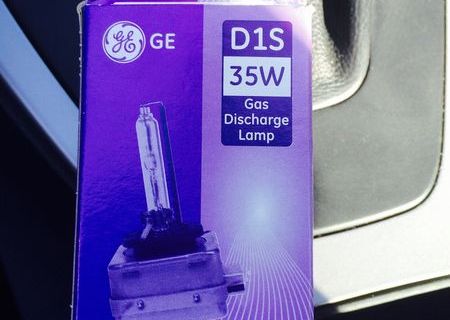 GE GE
D1S
35W
Gas
Discharge
Lamp